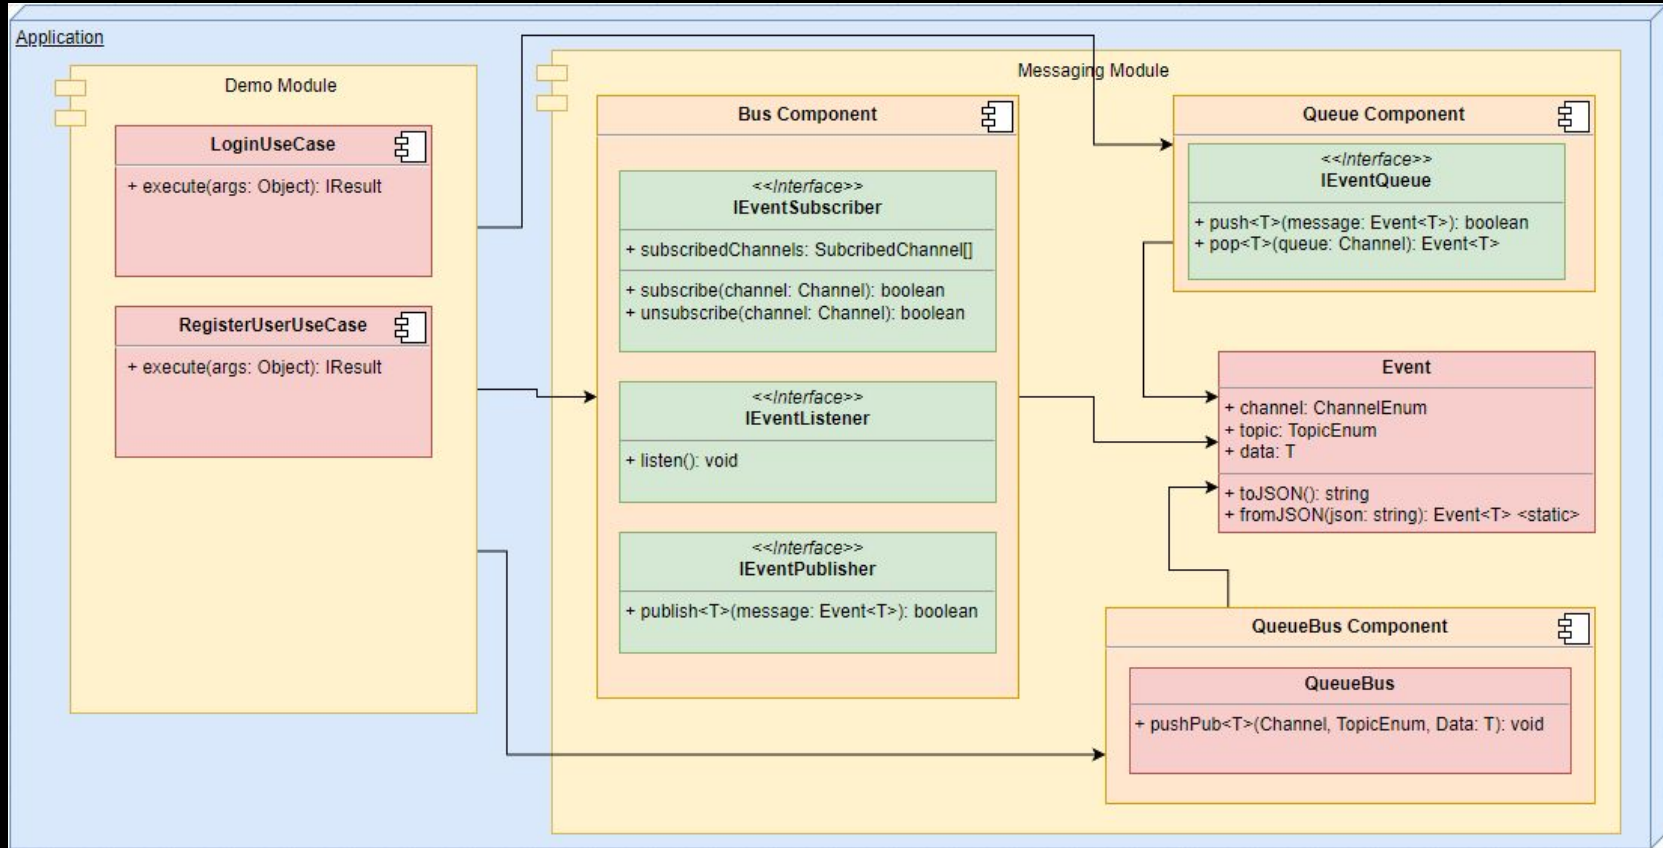 Application
Demo Module
LoginUseCase
+ execute(args: Object): IResult
RegisterUserUseCase
+ execute(args: Object): IResult
Messaging Module
Bus Component
<<Interface>>
IEventSubscriber
+ subscribedChannels: SubcribedChannel[]
+ subscribe(channel: Channel): boolean
+ unsubscribe(channel: Channel): boolean
<<Interface>>
IEventListener
+ listen(): void
<<Interface>>
IEventPublisher
+ publish<T>(message: Event<T>): boolean
Queue Component
<<Interface>>
IEventQueue
+ push<T>(message: Event<T>): boolean
+ pop<T>(queue: Channel): Event<T>
Event
+ channel: ChannelEnum
+ topic: TopicEnum
+ data: T
+ toJSON(): string
+ fromJSON(json: string): Event<T> <static>
QueueBus Component
QueueBus
+ pushPub<T>(Channel, TopicEnum, Data: T): void